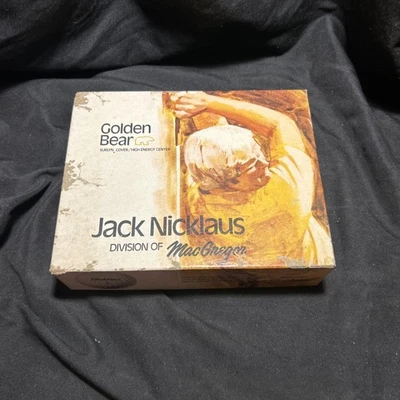 Golden
Bear
SURLYN COVER/HIGH ENERGY CENTER
Jack Nicklaus
DIVISION OF MacGregor